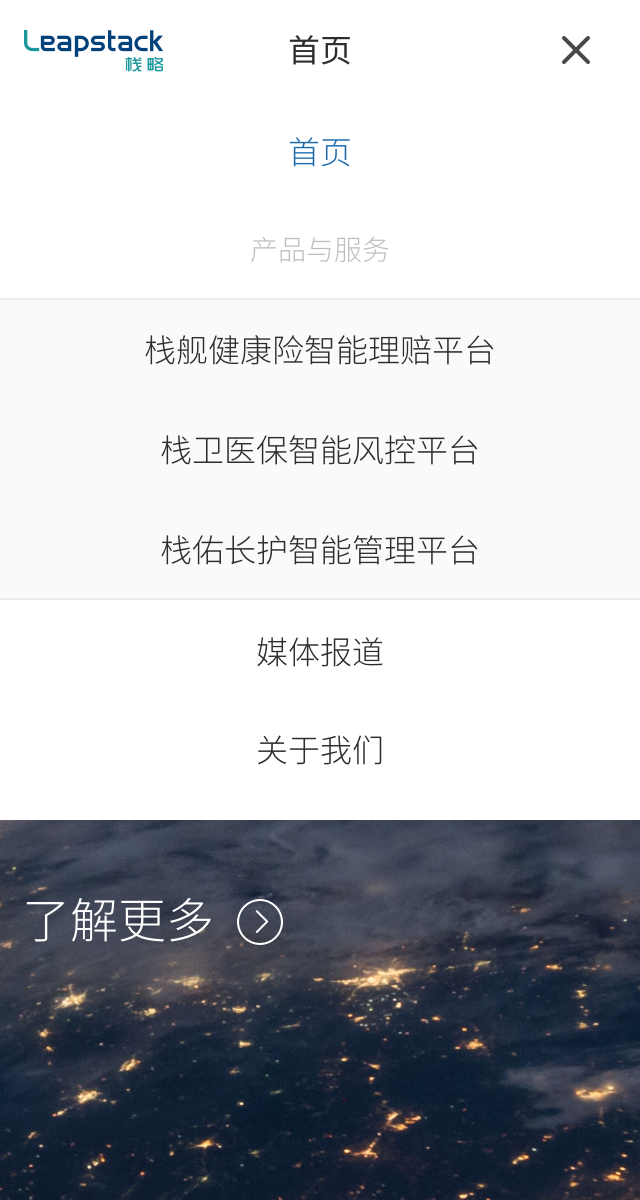 Leapstack
栈略
首页
首页
产品与服务
栈舰健康险智能理赔平台
栈卫医保智能风控平台
栈佑长护智能管理平台
媒体报道
关于我们
了解更多